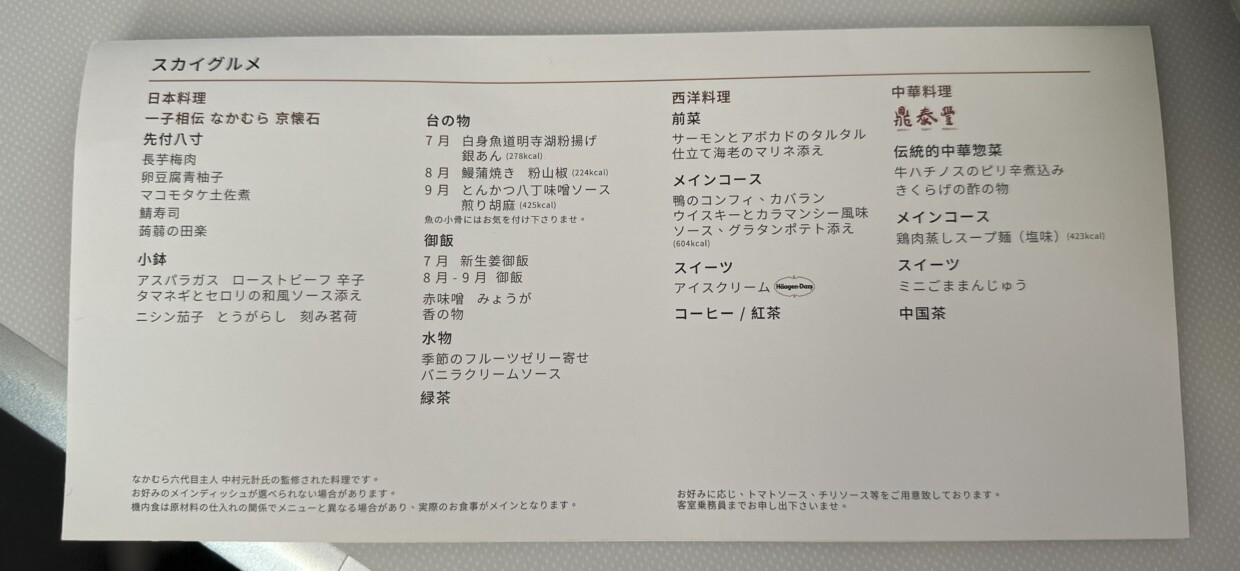 スカイグルメ
日本料理
一子相伝 なかむら 京懐石
先付八寸
長芋梅肉
卵豆腐青柚子
マコモタケ土佐煮
鯖寿司
蒟蒻の田楽
小鉢
アスパラガス　ローストビーフ 辛子
タマネギとセロリの和風ソース添え
ニシン茄子　とうがらし　刻み茗荷
台の物
7 月　白身魚道明寺湖粉揚げ
銀あん (278kcal)
8 月　鰻蒲焼き　粉山椒 (224kcal)
9 月　とんかつ八丁味噌ソース
煎り胡麻 (425kcal)
魚の小骨にはお気を付け下さりませ。
御飯
7 月　新生姜御飯
8 月 - 9 月　御飯
赤味噌　みょうが
香の物
水物
季節のフルーツゼリー寄せ
バニラクリームソース
緑茶
西洋料理
前菜
サーモンとアボカドのタルタル
仕立て海老のマリネ添え
メインコース
鴨のコンフィ、カバラン
ウイスキーとカラマンシー風味
ソース、グラタンポテト添え
(604kcal)
スイーツ
アイスクリーム Häagen-Dazs
コーヒー / 紅茶
中華料理
鼎泰豐
伝統的中華惣菜
牛ハチノスのピリ辛煮込み
きくらげの酢の物
メインコース
鶏肉蒸しスープ麺（塩味）(423kcal)
スイーツ
ミニごままんじゅう
中国茶
なかむら六代目主人 中村元計氏の監修された料理です。
お好みのメインディッシュが選べられない場合があります。
機内食は原材料の仕入れの関係でメニューと異なる場合があり、実際のお食事がメインとなります。
お好みに応じ、トマトソース、チリソース等をご用意致しております。
客室乗務員までお申し出下さいませ。